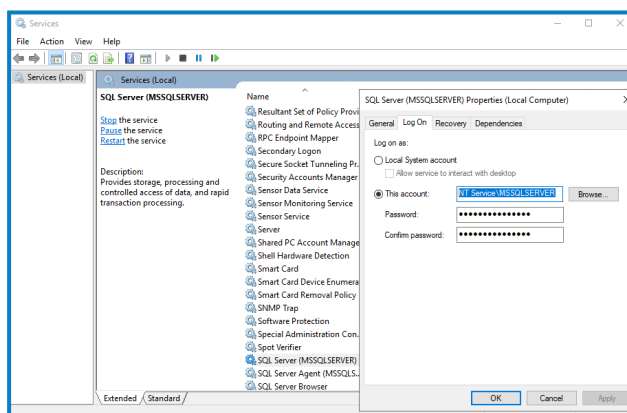 Services
File Action View Help
Services (Local)
Services (Local)
SQL Server (MSSQLSERVER)
Stop the service
Pause the service
Restart the service
Description:
Provides storage, processing and
controlled access of data, and rapid
transaction processing.
Name
Resultant Set of Policy Provi
Routing and Remote Access
RPC Endpoint Mapper
Secondary Logon
Secure Socket Tunneling Pr..
Security Accounts Manager
Sensor Data Service
Sensor Monitoring Service
Sensor Service
Server
Shared PC Account Manage
Shell Hardware Detection
Smart Card
Smart Card Device Enumera
Smart Card Removal Policy
SNMP Trap
Software Protection
Special Administration Con..
Spot Verifier
SQL Server (MSSQLSERVER)
SQL Server Agent (MSSQLS..
SQL Server Browser
Extended Standard
SQL Server (MSSQLSERVER) Properties (Local Computer)
General Log On Recovery Dependencies
Log on as:
Local System account
Allow service to interact with desktop
This account: NT Service\MSSQLSERVER Browse...
Password: •••••••••••••••
Confirm password: •••••••••••••••
OK Cancel Apply